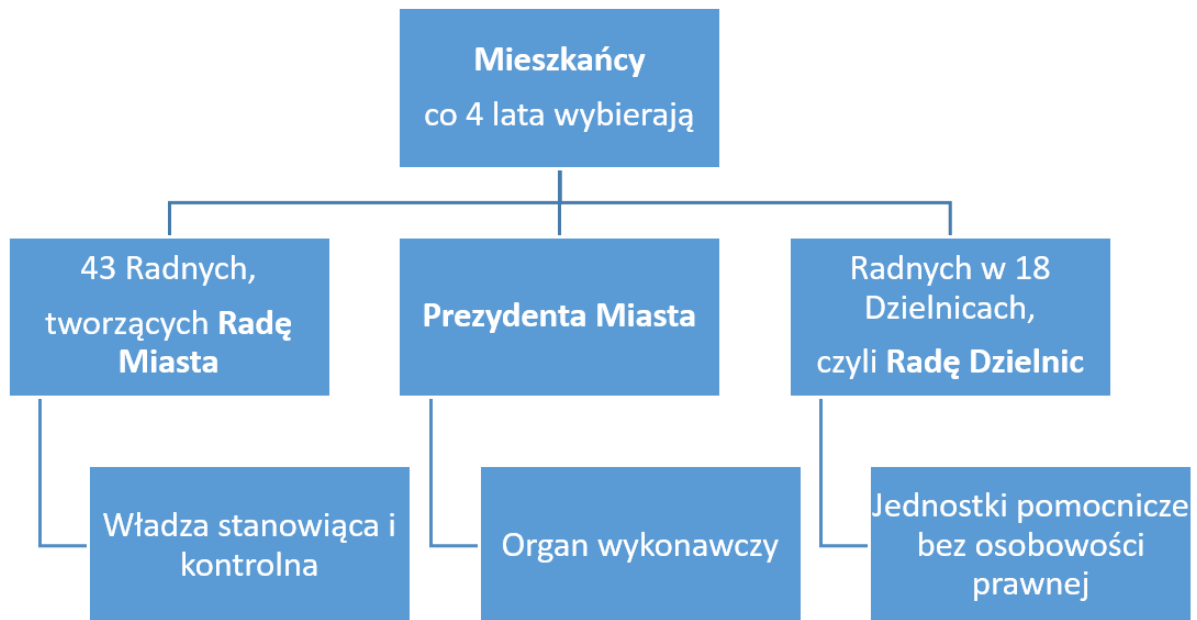 Mieszkańcy
co 4 lata wybierają
43 Radnych,
tworzących Radę
Miasta
Prezydenta Miasta
Radnych w 18
Dzielnicach,
czyli Radę Dzielnic
Władza stanowiąca i
kontrolna
Organ wykonawczy
Jednostki pomocnicze
bez osobowości
prawnej